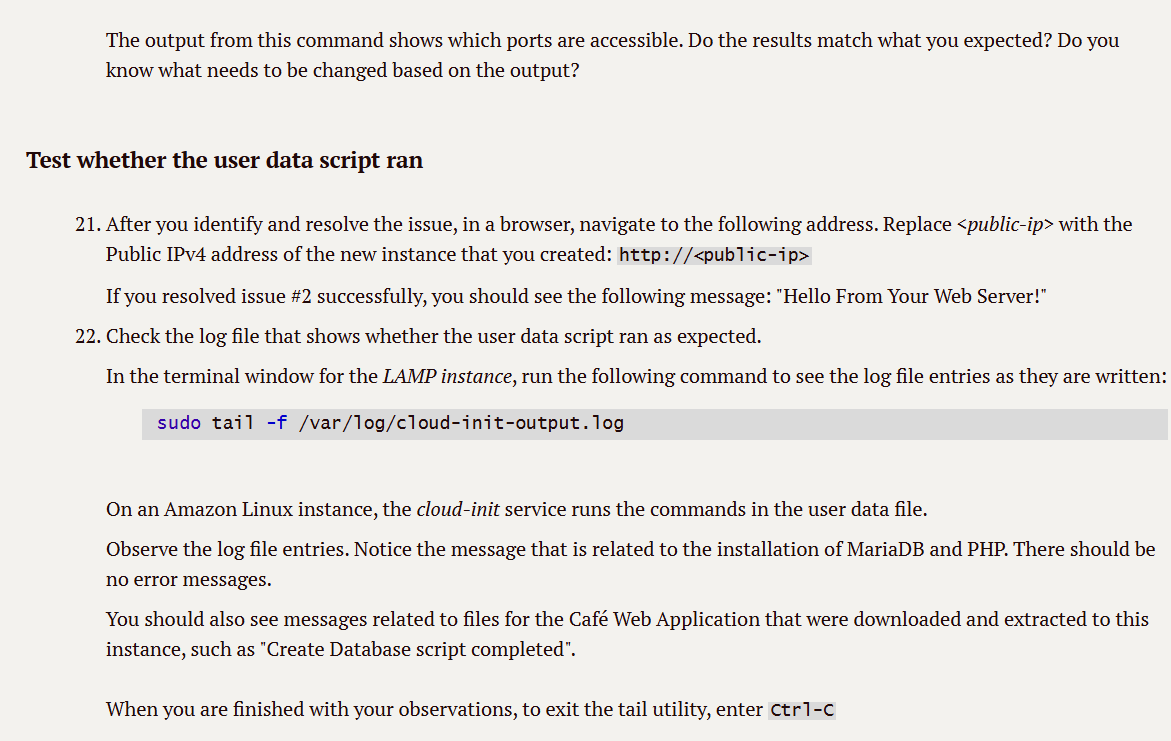 The output from this command shows which ports are accessible. Do the results match what you expected? Do you
know what needs to be changed based on the output?
Test whether the user data script ran
21. After you identify and resolve the issue, in a browser, navigate to the following address. Replace <public-ip> with the
Public IPv4 address of the new instance that you created: http://<public-ip>
If you resolved issue #2 successfully, you should see the following message: "Hello From Your Web Server!"
22. Check the log file that shows whether the user data script ran as expected.
In the terminal window for the LAMP instance, run the following command to see the log file entries as they are written:
sudo tail -f /var/log/cloud-init-output.log
On an Amazon Linux instance, the cloud-init service runs the commands in the user data file.
Observe the log file entries. Notice the message that is related to the installation of MariaDB and PHP. There should be
no error messages.
You should also see messages related to files for the Café Web Application that were downloaded and extracted to this
instance, such as "Create Database script completed".
When you are finished with your observations, to exit the tail utility, enter Ctrl-C